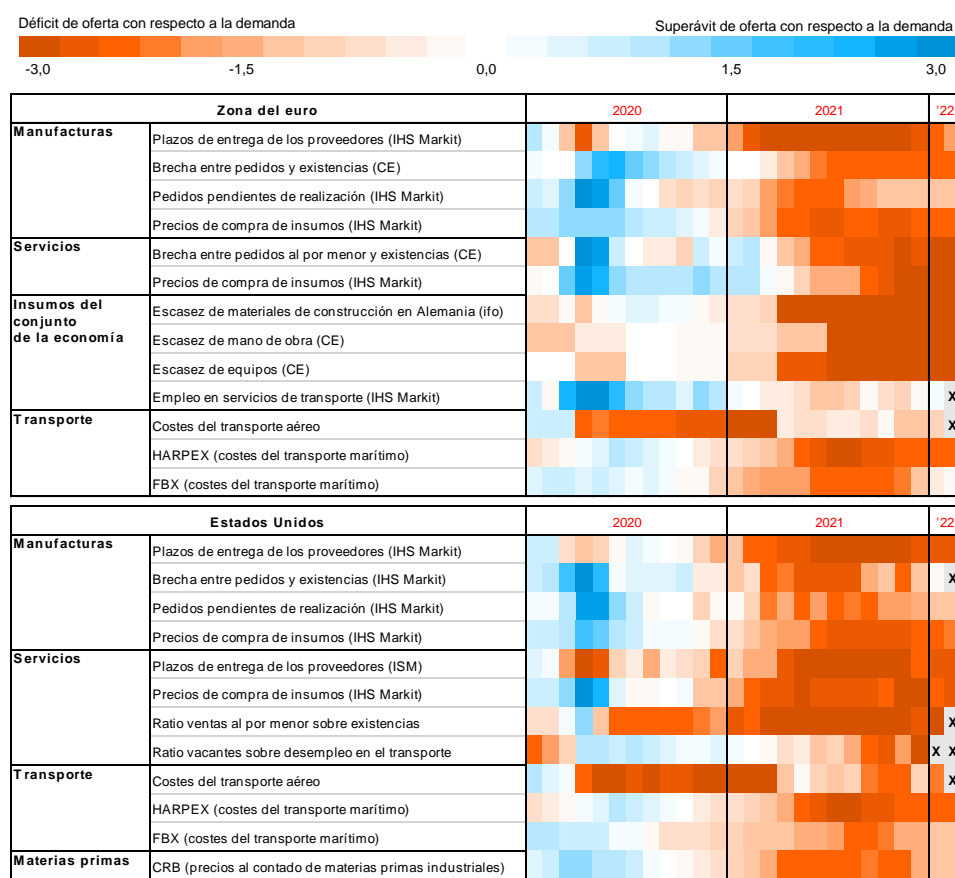 Déficit de oferta con respecto a la demanda
Superávit de oferta con respecto a la demanda
-3,0 -1,5 0,0 1,5 3,0
Zona del euro 2020 2021 '22
Manufacturas
Plazos de entrega de los proveedores (IHS Markit)
Brecha entre pedidos y existencias (CE)
Pedidos pendientes de realización (IHS Markit)
Precios de compra de insumos (IHS Markit)
Servicios
Brecha entre pedidos al por menor y existencias (CE)
Precios de compra de insumos (IHS Markit)
Insumos del
conjunto
de la economía
Escasez de materiales de construcción en Alemania (ifo)
Escasez de mano de obra (CE)
Escasez de equipos (CE)
Empleo en servicios de transporte (IHS Markit) X
Transporte
Costes del transporte aéreo X
HARPEX (costes del transporte marítimo)
FBX (costes del transporte marítimo)
Estados Unidos 2020 2021 '22
Manufacturas
Plazos de entrega de los proveedores (IHS Markit)
Brecha entre pedidos y existencias (IHS Markit) X
Pedidos pendientes de realización (IHS Markit)
Precios de compra de insumos (IHS Markit)
Servicios
Plazos de entrega de los proveedores (ISM)
Precios de compra de insumos (IHS Markit)
Ratio ventas al por menor sobre existencias X
Ratio vacantes sobre desempleo en el transporte X X
Transporte
Costes del transporte aéreo X
HARPEX (costes del transporte marítimo)
FBX (costes del transporte marítimo)
Materias primas
CRB (precios al contado de materias primas industriales)